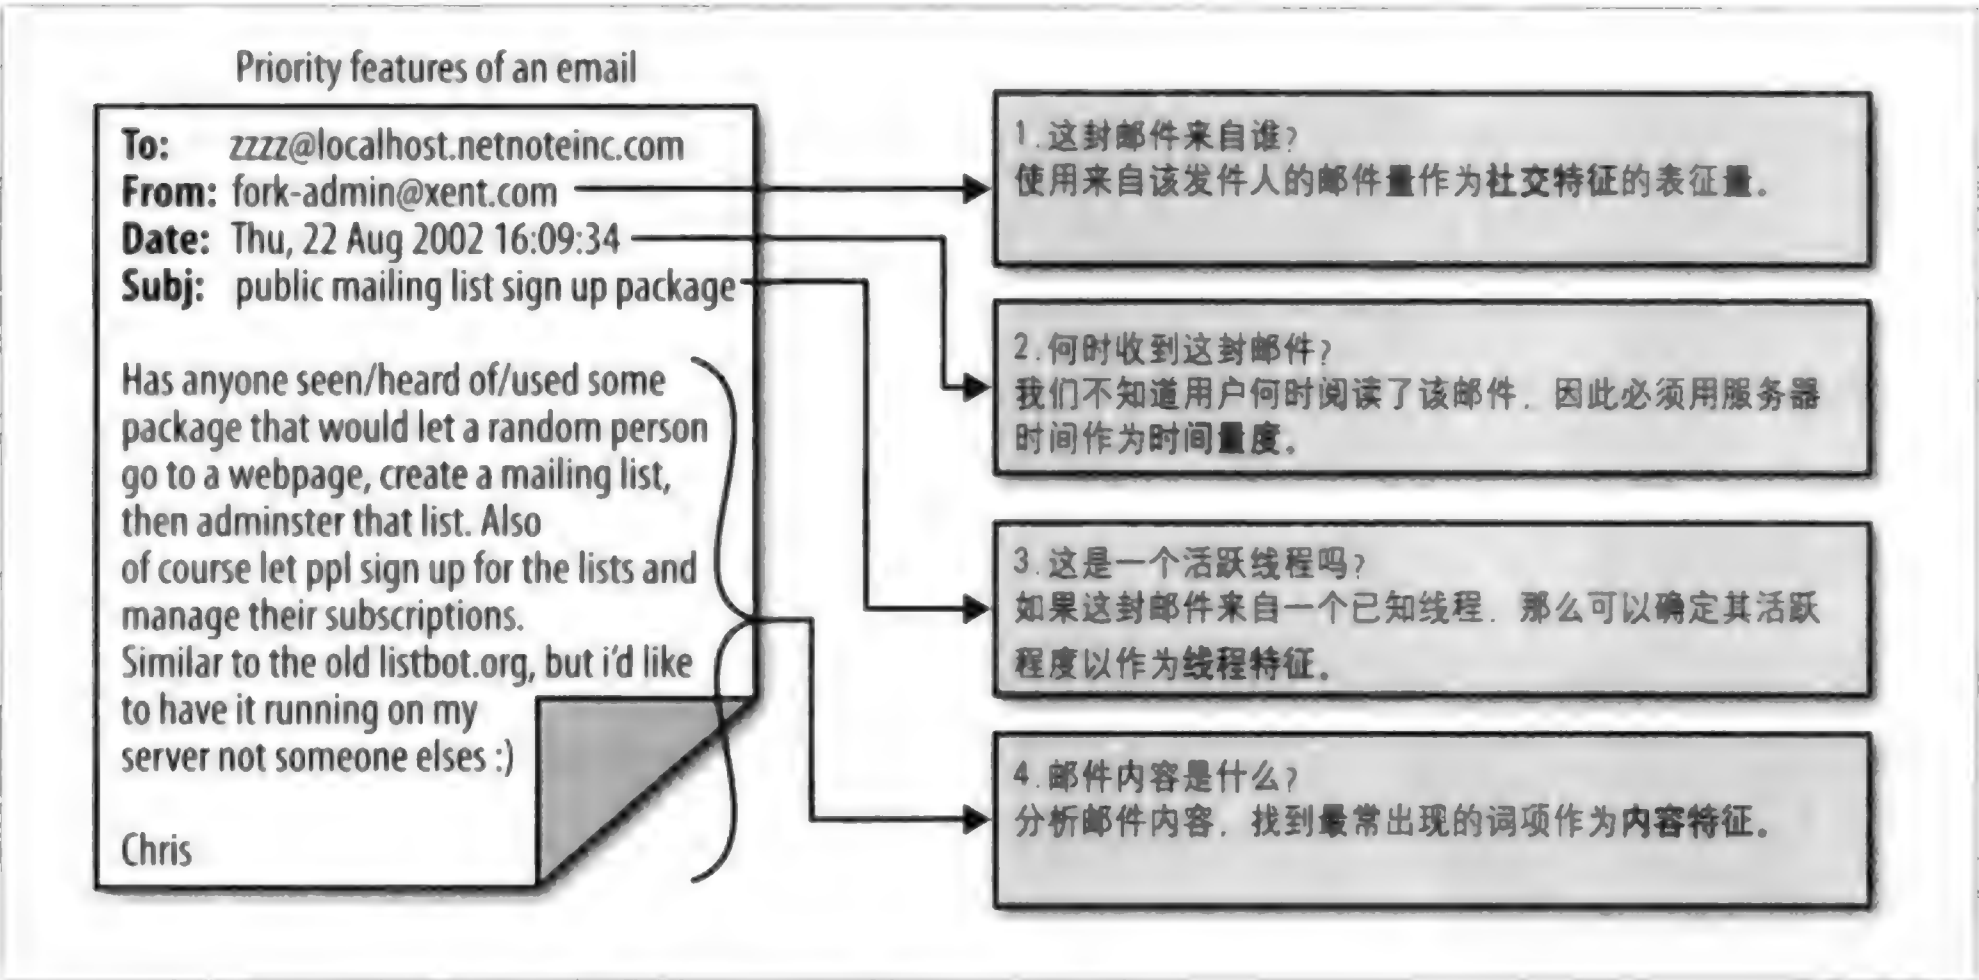 Priority features of an email
To: zzzz@localhost.netnoteinc.com
From: fork-admin@xent.com
Date: Thu, 22 Aug 2002 16:09:34
Subj: public mailing list sign up package
Has anyone seen/heard of/used some
package that would let a random person
go to a webpage, create a mailing list,
then adminster that list. Also
of course let ppl sign up for the lists and
manage their subscriptions.
Similar to the old listbot.org, but i'd like
to have it running on my
server not someone elses :)
Chris
1.这封邮件来自谁?
使用来自该发件人的邮件量作为社交特征的表征量。
2.何时收到这封邮件?
我们不知道用户何时阅读了该邮件，因此必须用服务器
时间作为时间量度。
3.这是一个活跃线程吗?
如果这封邮件来自一个已知线程，那么可以确定其活跃
程度以作为线程特征。
4.邮件内容是什么?
分析邮件内容，找到最常出现的词项作为内容特征。